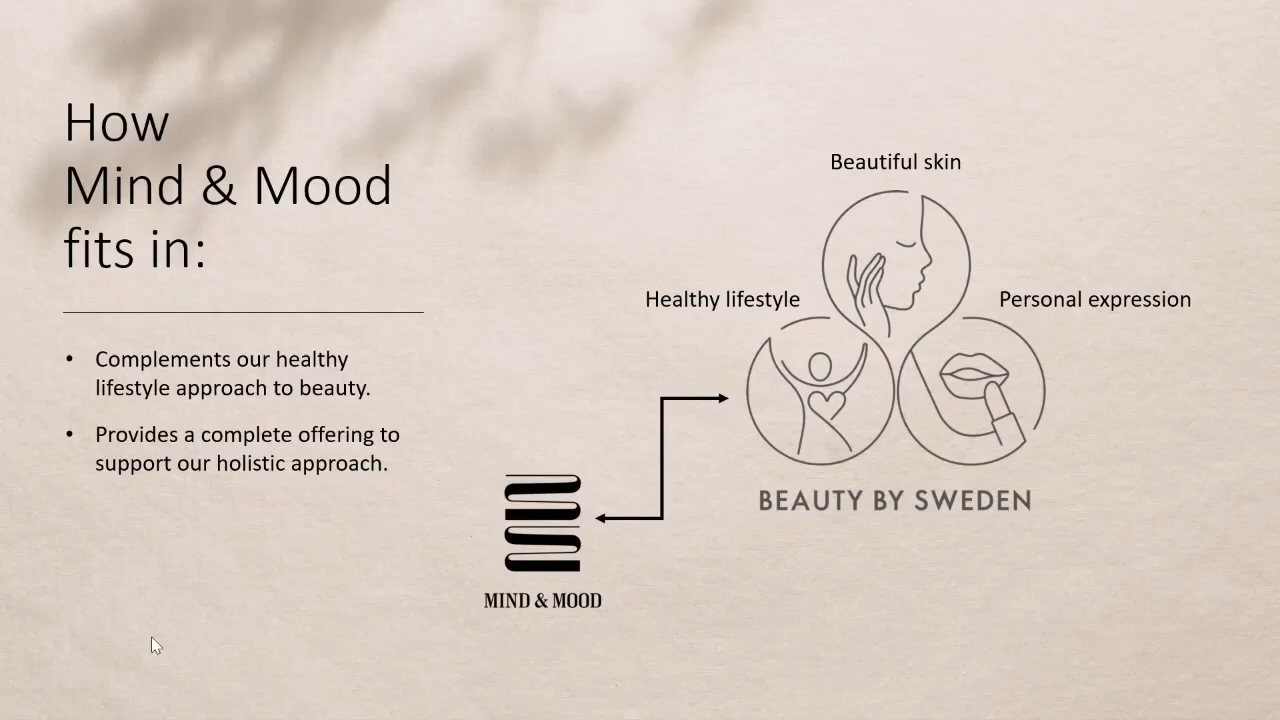 How
Mind & Mood
fits in:
• Complements our healthy
lifestyle approach to beauty.
• Provides a complete offering to
support our holistic approach.
Beautiful skin
Healthy lifestyle
Personal expression
BEAUTY BY SWEDEN
MIND & MOOD